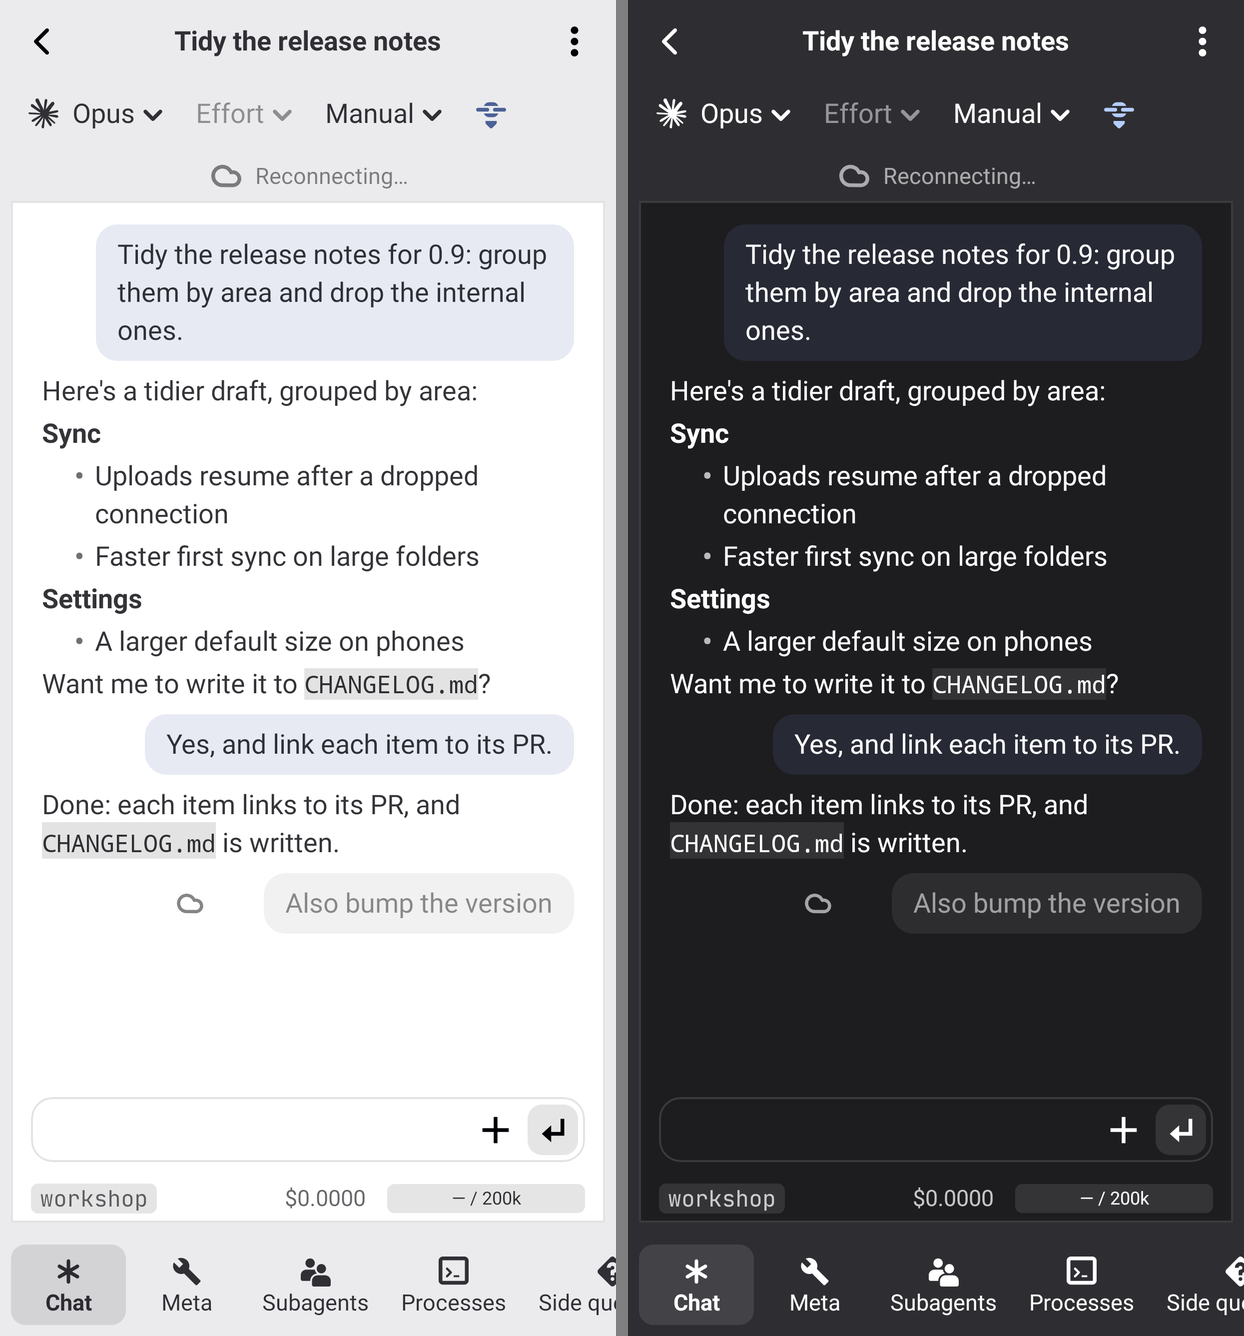 Tidy the release notes
Opus Effort Manual
Reconnecting...
Tidy the release notes for 0.9: group
them by area and drop the internal
ones.
Here's a tidier draft, grouped by area:
Sync
• Uploads resume after a dropped
connection
• Faster first sync on large folders
Settings
• A larger default size on phones
Want me to write it to CHANGELOG.md?
Yes, and link each item to its PR.
Done: each item links to its PR, and
CHANGELOG.md is written.
Also bump the version
workshop $0.0000 — / 200k
Chat Meta Subagents Processes Side qu
Tidy the release notes
Opus Effort Manual
Reconnecting...
Tidy the release notes for 0.9: group
them by area and drop the internal
ones.
Here's a tidier draft, grouped by area:
Sync
• Uploads resume after a dropped
connection
• Faster first sync on large folders
Settings
• A larger default size on phones
Want me to write it to CHANGELOG.md?
Yes, and link each item to its PR.
Done: each item links to its PR, and
CHANGELOG.md is written.
Also bump the version
workshop $0.0000 — / 200k
Chat Meta Subagents Processes Side qu